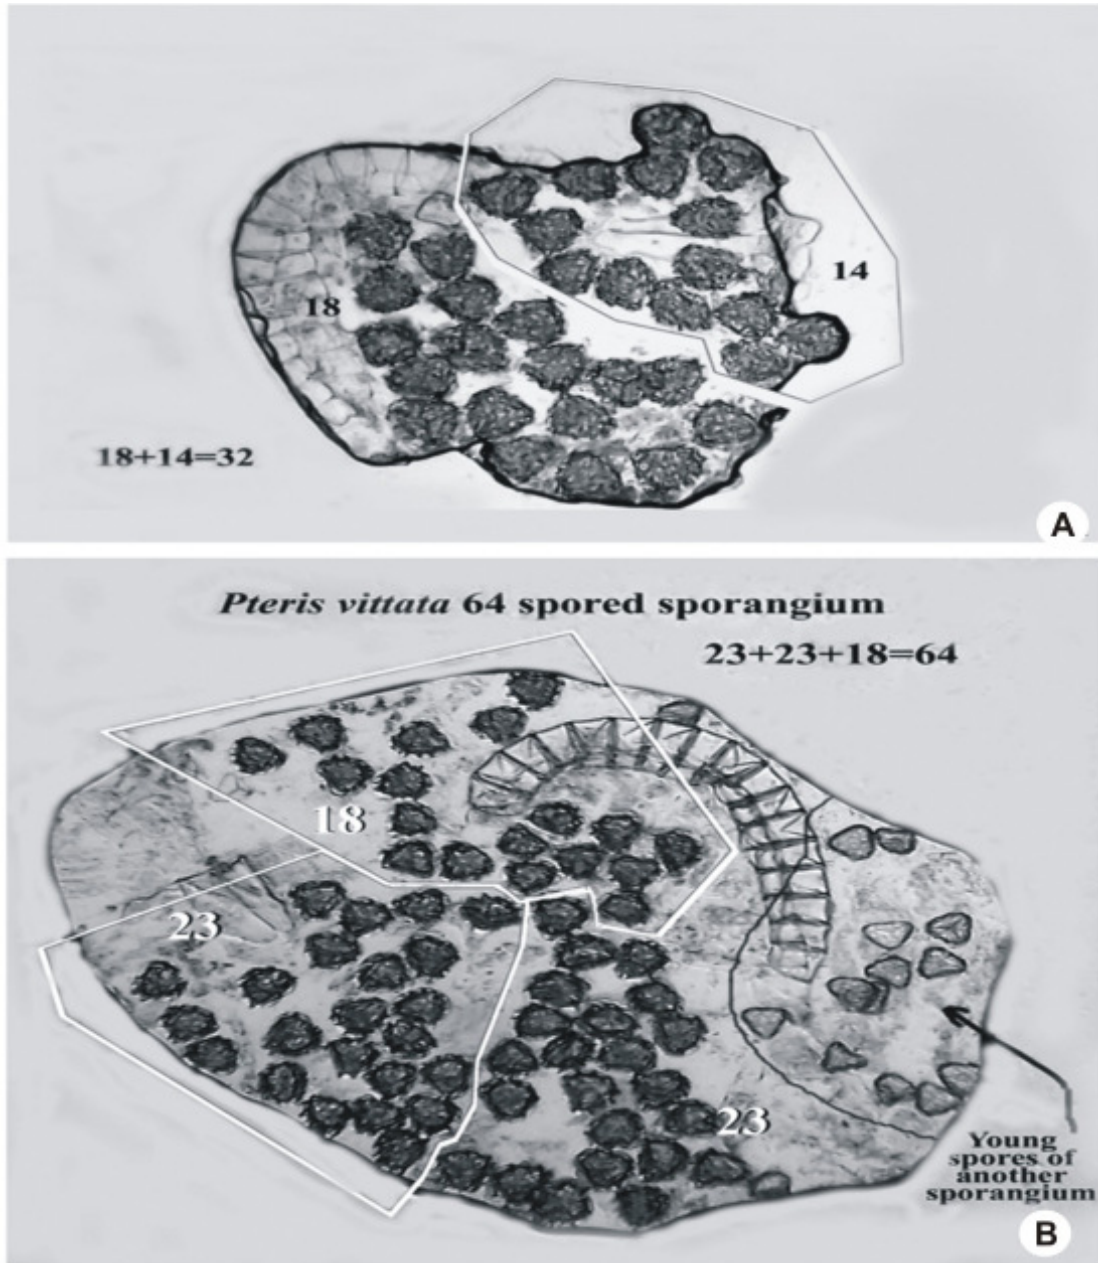 14
18
18+14=32
A
Pteris vittata 64 spored sporangium
23+23+18=64
18
23
23
Young
spores of
another
sporangium
B